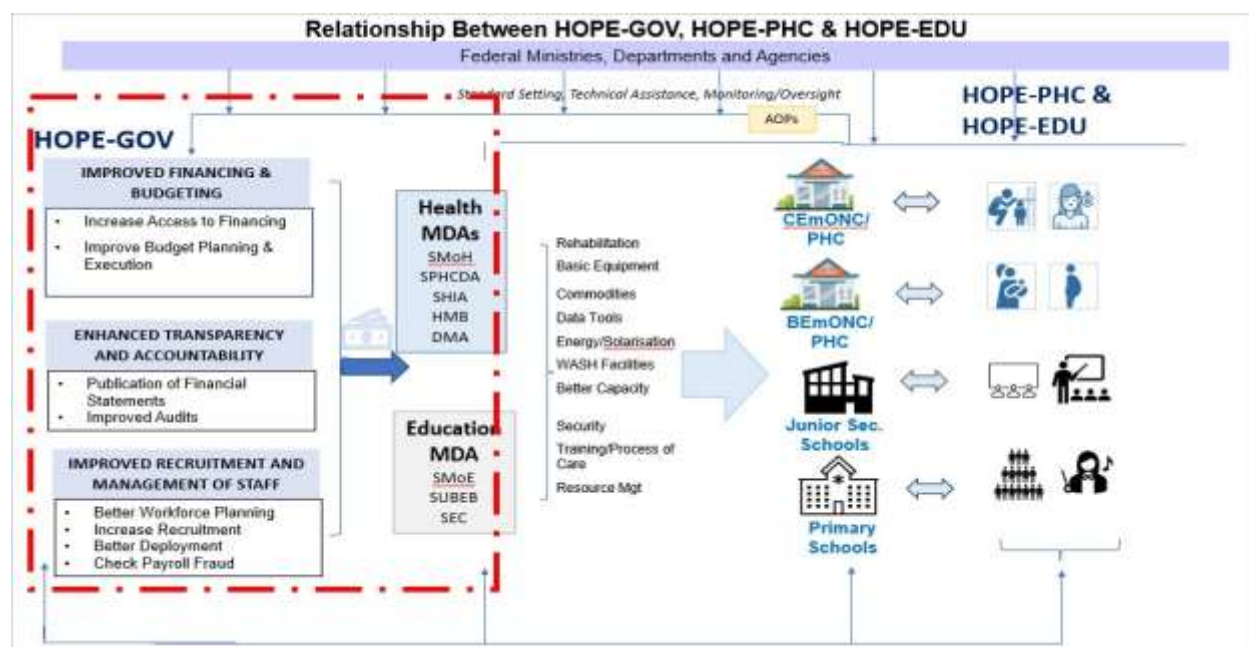 Relationship Between HOPE-GOV, HOPE-PHC & HOPE-EDU
Federal Ministries, Departments and Agencies
Standard Setting, Technical Assistance, Monitoring/Oversight
AOPs
HOPE-GOV
IMPROVED FINANCING &
BUDGETING
• Increase Access to Financing
• Improve Budget Planning &
Execution
ENHANCED TRANSPARENCY
AND ACCOUNTABILITY
• Publication of Financial
Statements
• Improved Audits
IMPROVED RECRUITMENT AND
MANAGEMENT OF STAFF
• Better Workforce Planning
• Increase Recruitment
• Better Deployment
• Check Payroll Fraud
Health
MDAs
SMoH
SPHCDA
SHIA
HMB
DMA
Education
MDA
SMoE
SUBEB
SEC
Rehabilitation
Basic Equipment
Commodities
Data Tools
Energy/Solarisation
WASH Facilities
Better Capacity
Security
Training/Process of
Care
Resource Mgt
HOPE-PHC &
HOPE-EDU
CEmONC/
PHC
BEmONC/
PHC
Junior Sec.
Schools
Primary
Schools